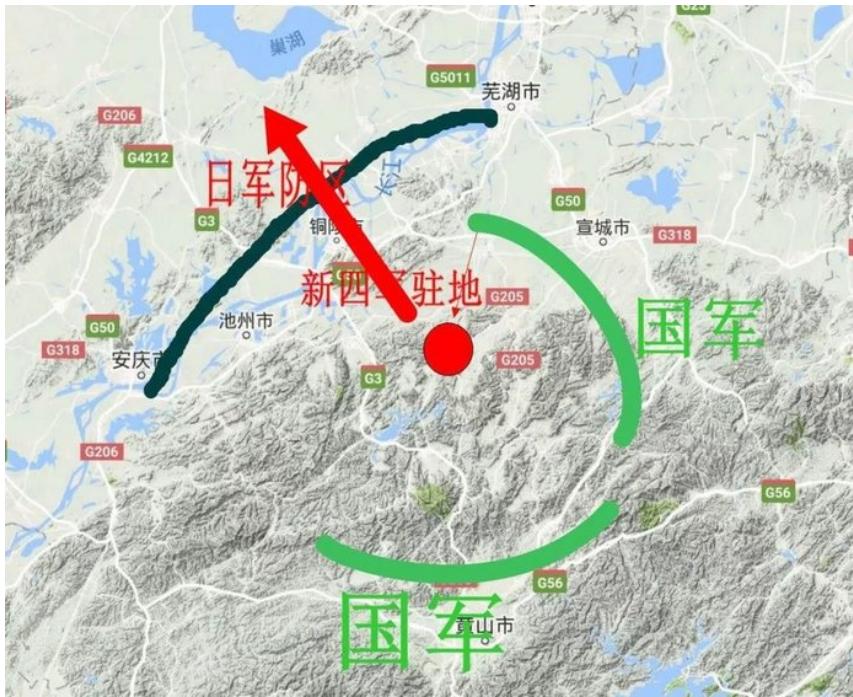 G25
巢湖
G5011
芜湖市
G206
G4212
日军防区
长江
G50
G3
铜陵市
宣城市
G318
新四军驻地
G205
国军
G50
池州市
G318
安庆市
G205
G3
G206
G56
G56
国军
黄山市